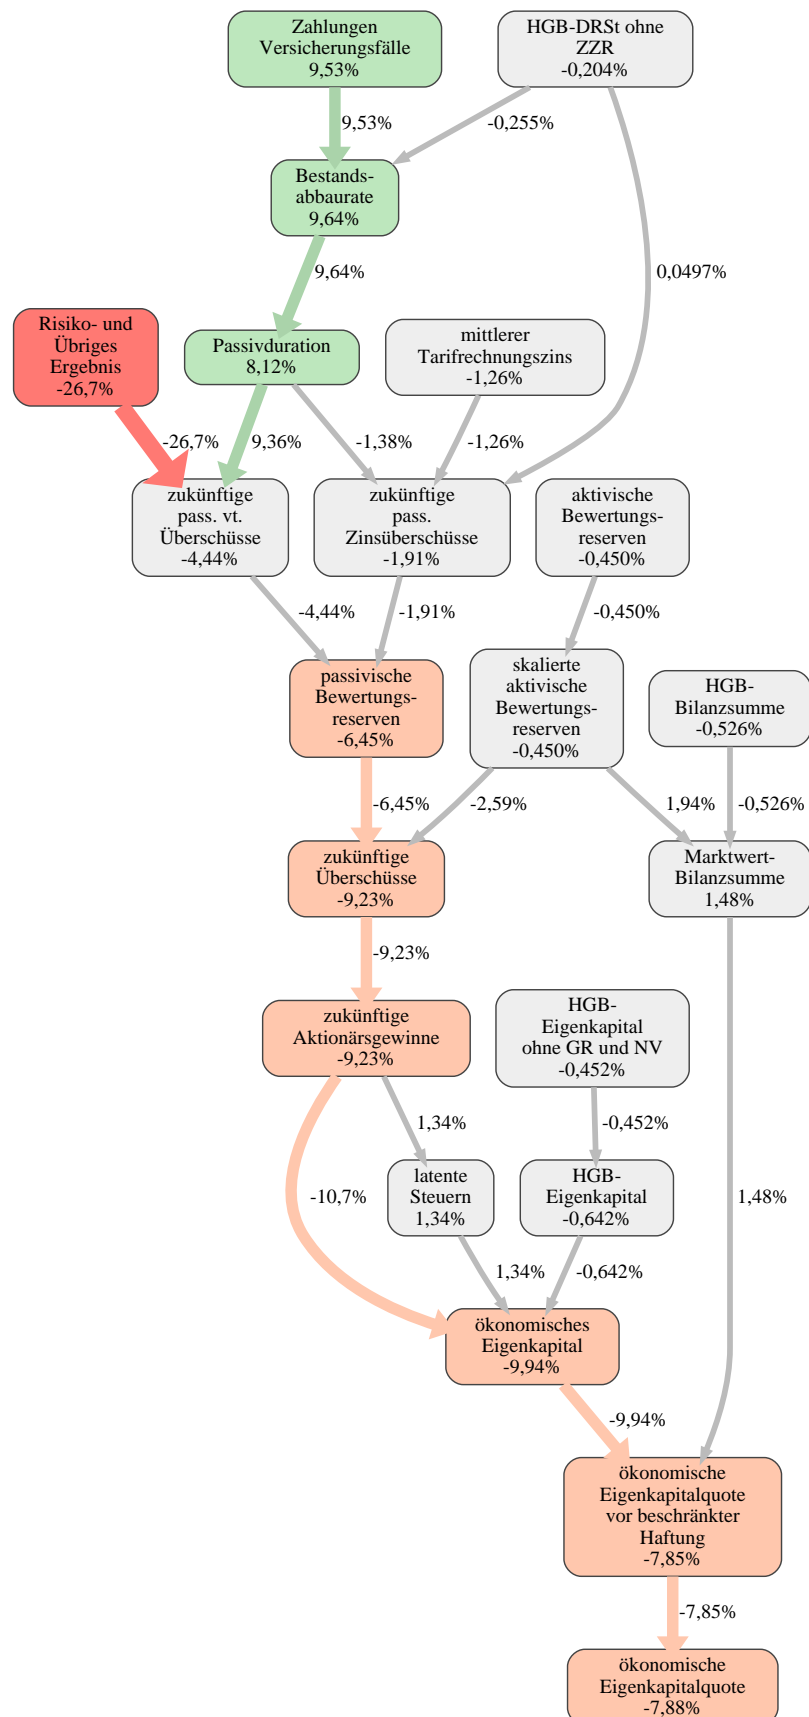 Zahlungen
Versicherungsfälle
9,53%
HGB-DRSt ohne
ZZR
-0,204%
9,53%
-0,255%
Bestands-
abbaurate
9,64%
9,64%
0,0497%
Risiko- und
Übriges
Ergebnis
-26,7%
Passivduration
8,12%
mittlerer
Tarifrechnungszins
-1,26%
-26,7%
9,36%
-1,38%
-1,26%
zukünftige
pass. vt.
Überschüsse
-4,44%
zukünftige
pass.
Zinsüberschüsse
-1,91%
aktivische
Bewertungs-
reserven
-0,450%
-4,44%
-1,91%
-0,450%
passivische
Bewertungs-
reserven
-6,45%
skalierte
aktivische
Bewertungs-
reserven
-0,450%
HGB-
Bilanzsumme
-0,526%
-6,45%
-2,59%
1,94%
-0,526%
zukünftige
Überschüsse
-9,23%
Marktwert-
Bilanzsumme
1,48%
-9,23%
zukünftige
Aktionärsgewinne
-9,23%
HGB-
Eigenkapital
ohne GR und NV
-0,452%
1,34%
-0,452%
-10,7%
latente
Steuern
1,34%
HGB-
Eigenkapital
-0,642%
1,48%
1,34%
-0,642%
ökonomisches
Eigenkapital
-9,94%
-9,94%
ökonomische
Eigenkapitalquote
vor beschränkter
Haftung
-7,85%
-7,85%
ökonomische
Eigenkapitalquote
-7,88%